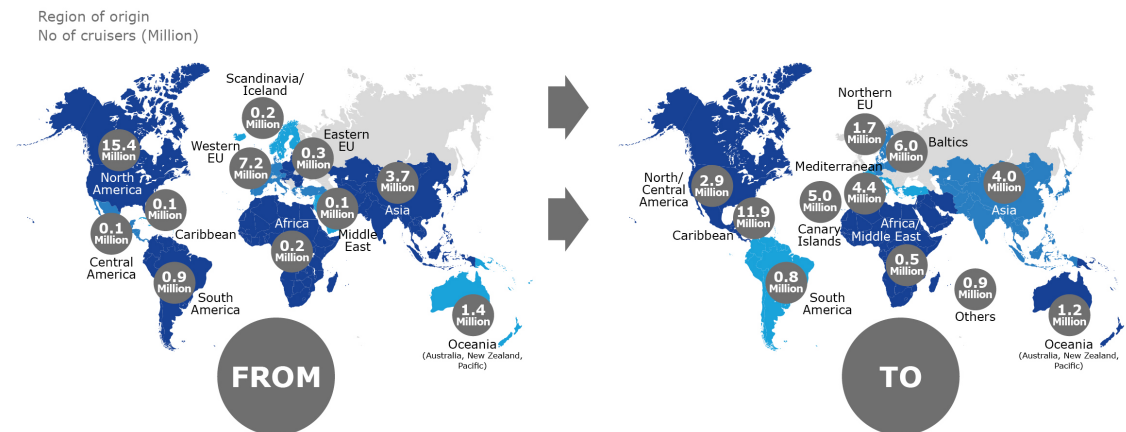 Region of origin
No of cruisers (Million)
Scandinavia/
Iceland
0.2
Million
Eastern
EU
0.3
Million
Western
EU
7.2
Million
15.4
Million
North
America
3.7
Million
Asia
0.1
Million
Middle
East
0.1
Million
Caribbean
0.1
Million
Central
America
Africa
0.2
Million
0.9
Million
South
America
1.4
Million
Oceania
(Australia, New Zealand,
Pacific)
FROM
Northern
EU
1.7
Million
6.0
Million
Baltics
Mediterranean
4.4
Million
5.0
Million
Canary
Islands
North/
Central
America
2.9
Million
11.9
Million
Caribbean
4.0
Million
Asia
Africa/
Middle East
0.5
Million
0.8
Million
South
America
0.9
Million
Others
1.2
Million
Oceania
(Australia, New Zealand,
Pacific)
TO